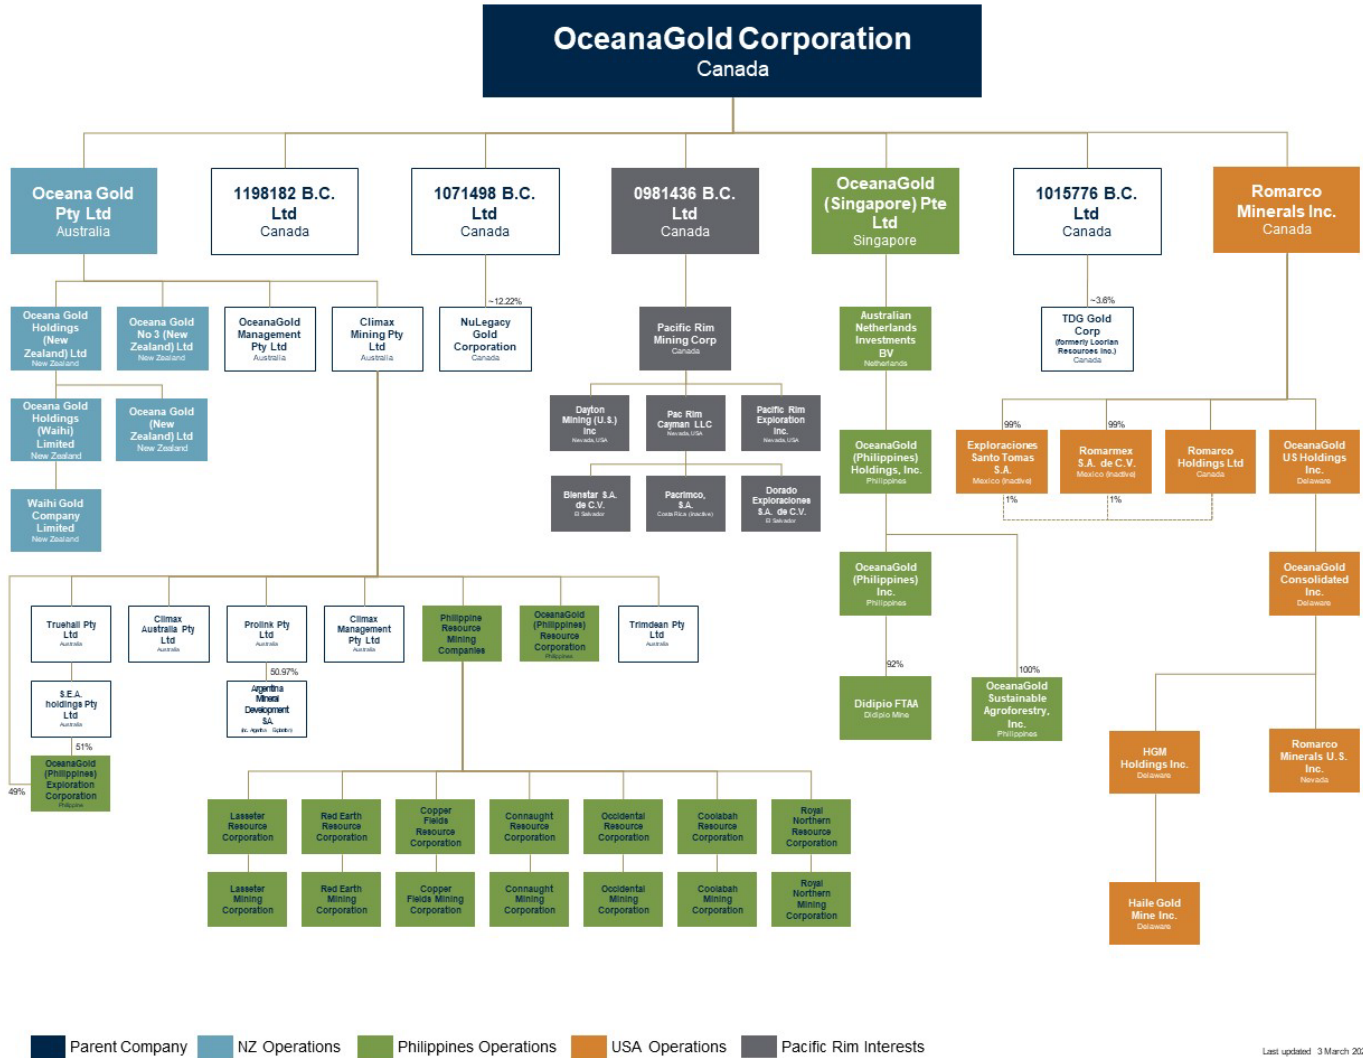 OceanaGold Corporation
Canada
Oceana Gold
Pty Ltd
Australia
1198182 B.C.
Ltd
Canada
1071498 B.C.
Ltd
Canada
0981436 B.C.
Ltd
Canada
OceanaGold
(Singapore) Pte
Ltd
Singapore
1015776 B.C.
Ltd
Canada
Romarco
Minerals Inc.
Canada
Oceana Gold
Holdings
(New
Zealand) Ltd
New Zealand
Oceana Gold
No 3 (New
Zealand) Ltd
New Zealand
OceanaGold
Management
Pty Ltd
Australia
Climax
Mining Pty
Ltd
Australia
~12.22%
NuLegacy
Gold
Corporation
Canada
Pacific Rim
Mining Corp
Canada
Australian
Netherlands
Investments
BV
Netherlands
~3.6%
TDG Gold
Corp
(formerly Loorian
Resources Inc.)
Canada
Oceana Gold
Holdings
(Waihi)
Limited
New Zealand
Oceana Gold
(New
Zealand) Ltd
New Zealand
Dayton
Mining (U.S.)
Inc
Nevada, USA
Pac Rim
Cayman LLC
Nevada, USA
Pacific Rim
Exploration
Inc.
Nevada, USA
OceanaGold
(Philippines)
Holdings, Inc.
Philippines
99%
Exploraciones
Santo Tomas
S.A.
Mexico (Inactive)
1%
99%
Romarmex
S.A. de C.V.
Mexico (Inactive)
1%
Romarco
Holdings Ltd
Canada
OceanaGold
US Holdings
Inc.
Delaware
Waihi Gold
Company
Limited
New Zealand
Bienstar S.A.
de C.V.
El Salvador
Pacrimco,
S.A.
Costa Rica (Inactive)
Dorado
Exploraciones
S.A. de C.V.
El Salvador
OceanaGold
(Philippines)
Inc.
Philippines
OceanaGold
Consolidated
Inc.
Delaware
Truehall Pty
Ltd
Australia
Climax
Australia Pty
Ltd
Australia
Prolink Pty
Ltd
Australia
Climax
Management
Pty Ltd
Australia
Philippine
Resource
Mining
Companies
OceanaGold
(Philippines)
Resource
Corporation
Philippines
Trimdean Pty
Ltd
Australia
S.E.A.
holdings Pty
Ltd
Australia
50.97%
Argentina
Mineral
Development
SA
92%
Didipio FTAA
Didipio Mine
100%
OceanaGold
Sustainable
Agroforestry,
Inc.
Philippines
51%
49%
OceanaGold
(Philippines)
Exploration
Corporation
Philippine
HGM
Holdings Inc.
Delaware
Romarco
Minerals U.S.
Inc.
Nevada
Lasseter
Resource
Corporation
Red Earth
Resource
Corporation
Copper
Fields
Resource
Corporation
Connaught
Resource
Corporation
Occidental
Resource
Corporation
Coolabah
Resource
Corporation
Royal
Northern
Resource
Corporation
Lasseter
Mining
Corporation
Red Earth
Mining
Corporation
Copper
Fields Mining
Corporation
Connaught
Mining
Corporation
Occidental
Mining
Corporation
Coolabah
Mining
Corporation
Royal
Northern
Mining
Corporation
Haile Gold
Mine Inc.
Delaware
Parent Company
NZ Operations
Philippines Operations
USA Operations
Pacific Rim Interests
Last updated 3 March 202